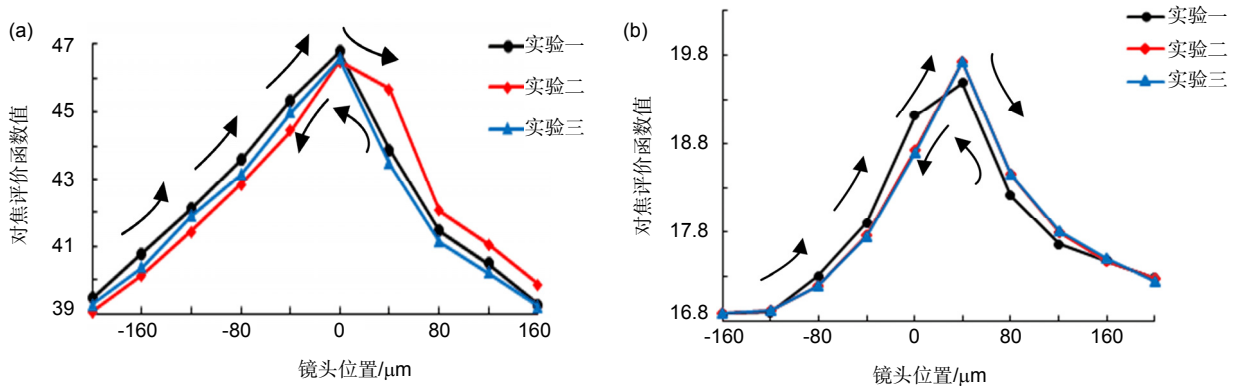 (a)
47
45
43
41
39
-160
-80
0
80
160
对焦评价函数值
镜头位置/μm
实验一
实验二
实验三
(b)
19.8
18.8
17.8
16.8
-160
-80
0
80
160
对焦评价函数值
镜头位置/μm
实验一
实验二
实验三